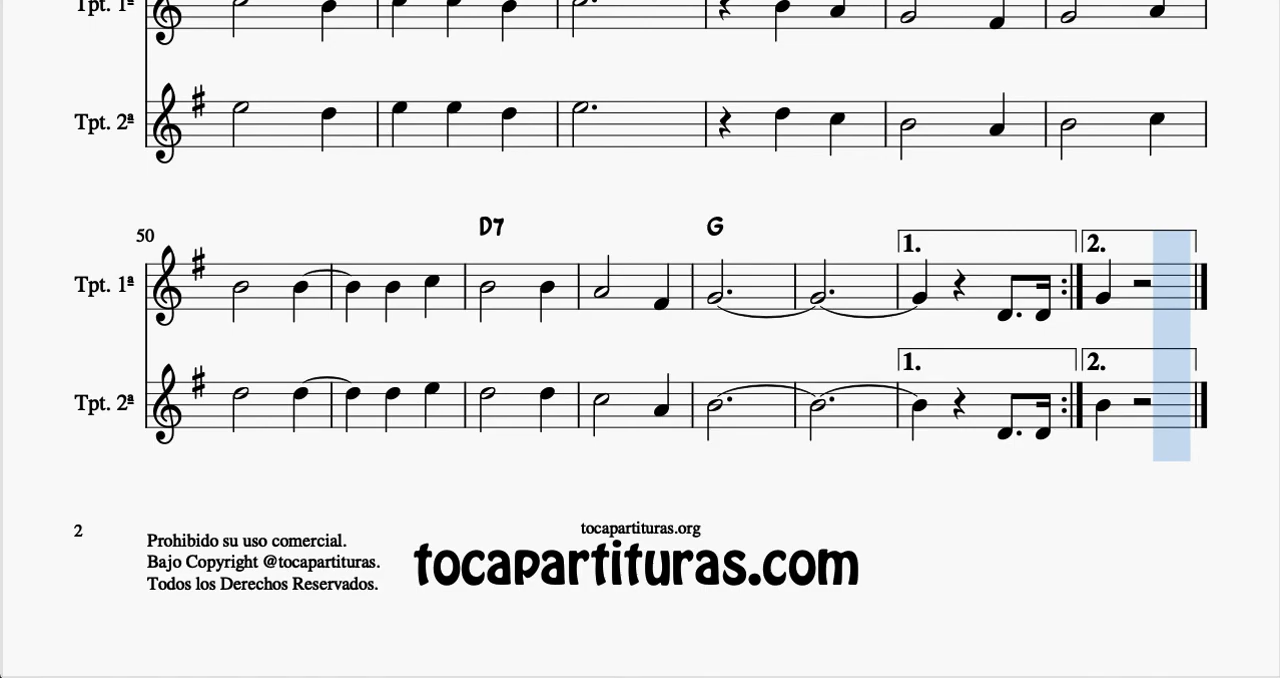 Tpt. 1ª
Tpt. 2ª
50
D7
G
1.
2.
Tpt. 1ª
1.
2.
Tpt. 2ª
2
Prohibido su uso comercial.
Bajo Copyright @tocapartituras.
Todos los Derechos Reservados.
tocapartituras.org
tocapartituras.com